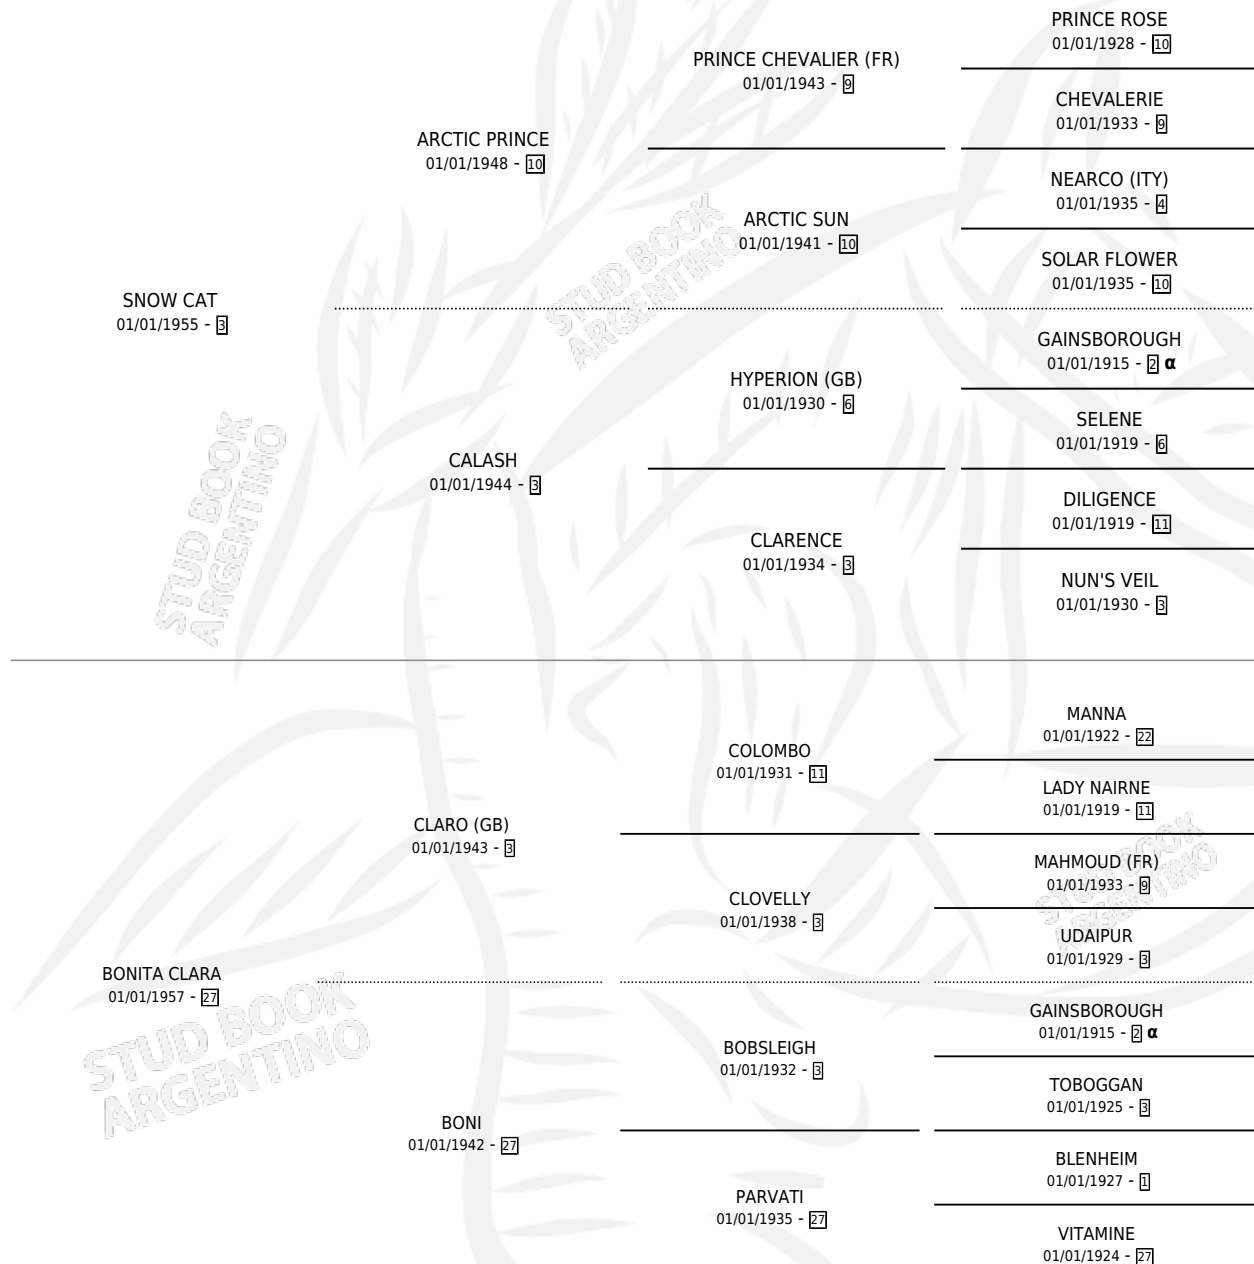 PRINCE ROSE
01/01/1928 - 10
PRINCE CHEVALIER (FR)
01/01/1943 - 9
CHEVALERIE
01/01/1933 - 9
ARCTIC PRINCE
01/01/1948 - 10
NEARCO (ITY)
01/01/1935 - 4
ARCTIC SUN
01/01/1941 - 10
SOLAR FLOWER
01/01/1935 - 10
SNOW CAT
01/01/1955 - 3
GAINSBOROUGH
01/01/1915 - 2 α
HYPERION (GB)
01/01/1930 - 6
SELENE
01/01/1919 - 6
CALASH
01/01/1944 - 3
DILIGENCE
01/01/1919 - 11
CLARENCE
01/01/1934 - 3
NUN'S VEIL
01/01/1930 - 3
MANNA
01/01/1922 - 22
COLOMBO
01/01/1931 - 11
LADY NAIRNE
01/01/1919 - 11
CLARO (GB)
01/01/1943 - 3
MAHMOUD (FR)
01/01/1933 - 9
CLOVELLY
01/01/1938 - 3
UDAIPUR
01/01/1929 - 3
BONITA CLARA
01/01/1957 - 27
GAINSBOROUGH
01/01/1915 - 2 α
BOBSLEIGH
01/01/1932 - 3
TOBOGGAN
01/01/1925 - 3
BONI
01/01/1942 - 27
BLENHEIM
01/01/1927 - 1
PARVATI
01/01/1935 - 27
VITAMINE
01/01/1924 - 27
STUD BOOK
ARGENTINO
STUD BOOK
ARGENTINO
STUD BOOK
ARGENTINO
STUD BOOK
ARGENTINO